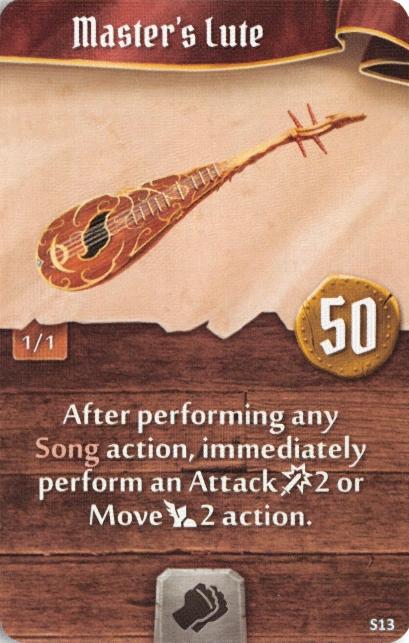 Master's Lute
50
1/1
After performing any
Song action, immediately
perform an Attack 2 or
Move 2 action.
S13